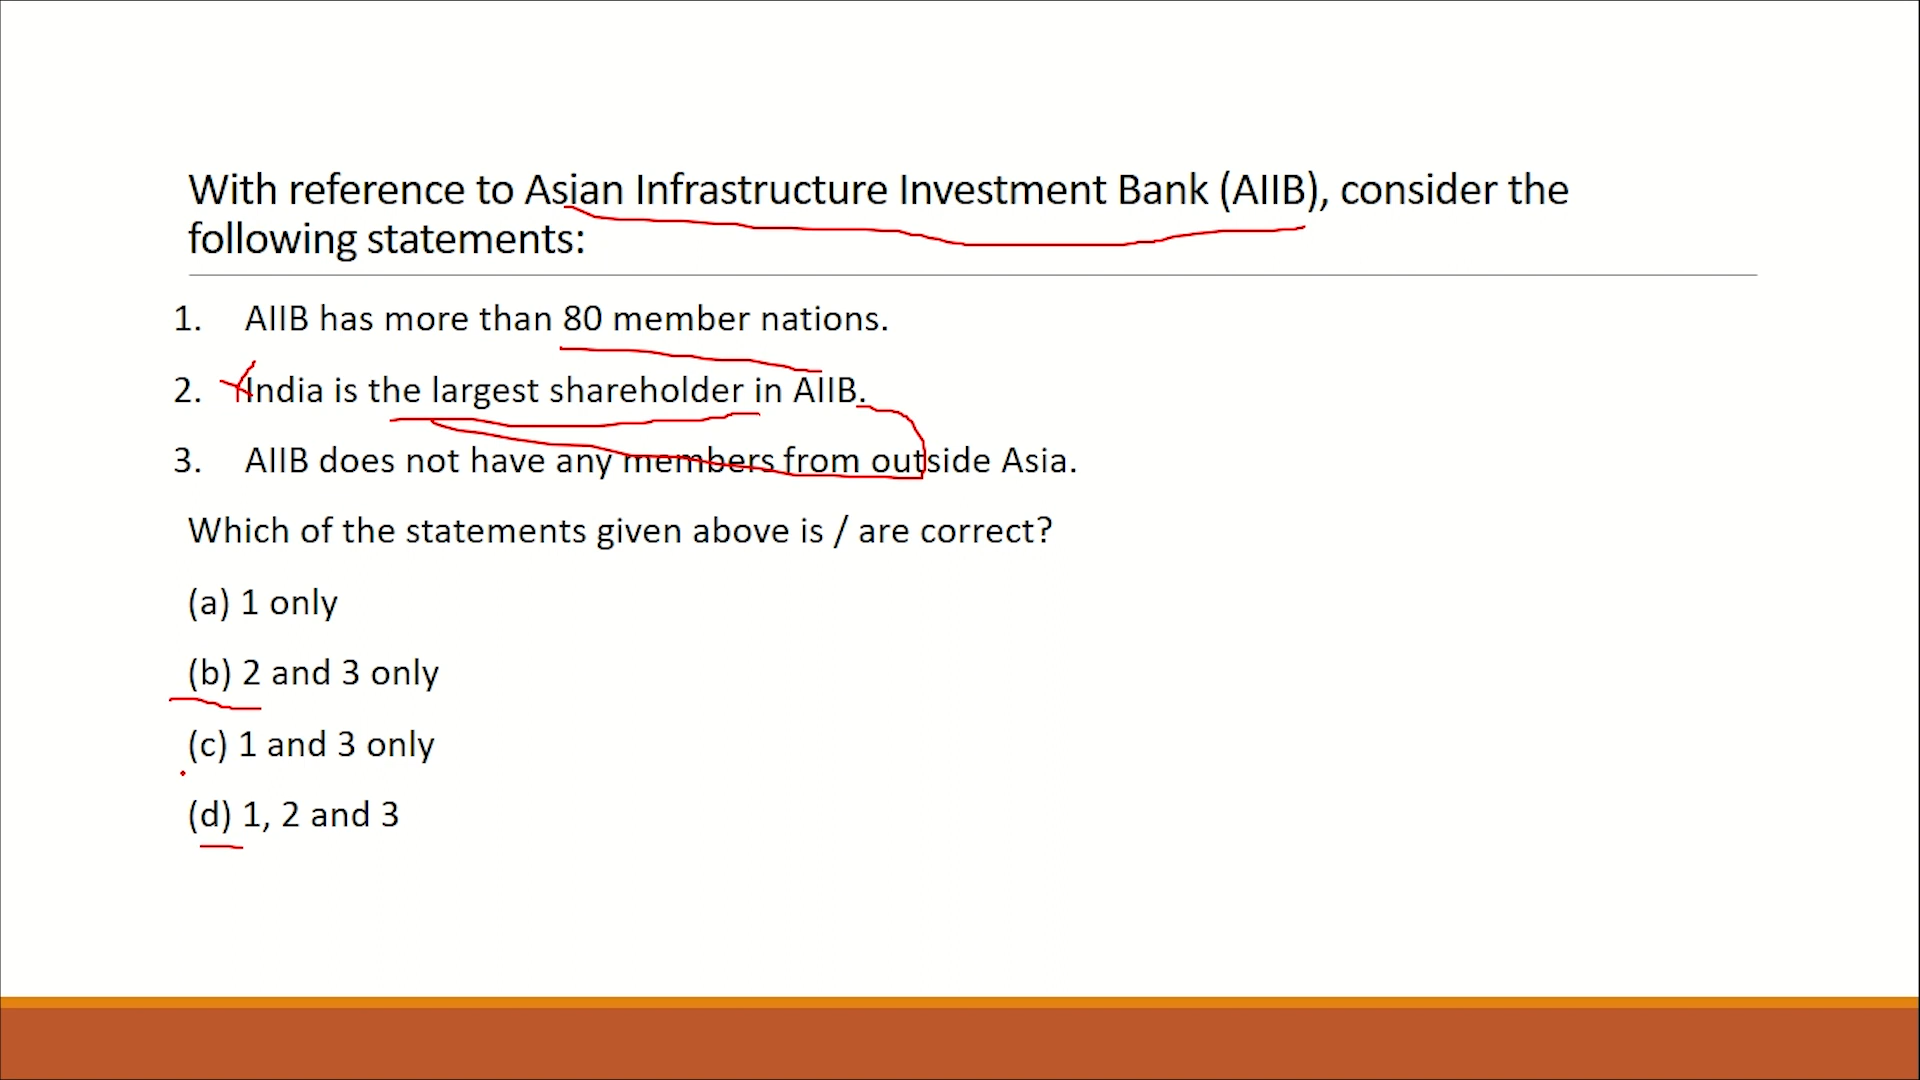 With reference to Asian Infrastructure Investment Bank (AIIB), consider the
following statements:
1. AIIB has more than 80 member nations.
2. India is the largest shareholder in AIIB.
3. AIIB does not have any members from outside Asia.
Which of the statements given above is / are correct?
(a) 1 only
(b) 2 and 3 only
(c) 1 and 3 only
(d) 1, 2 and 3